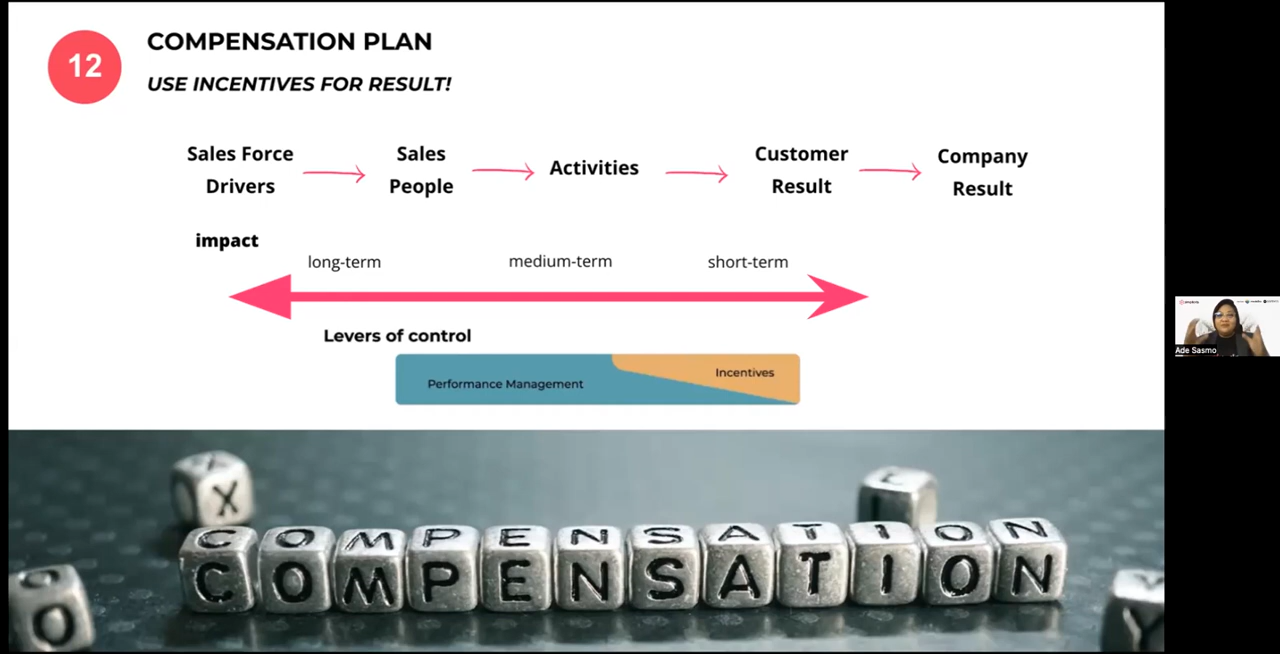 12
COMPENSATION PLAN
USE INCENTIVES FOR RESULT!
Sales Force
Drivers
Sales
People
Activities
Customer
Result
Company
Result
impact
long-term
medium-term
short-term
Levers of control
Performance Management
Incentives
X
L
COMPENSATION
COMPENSATION
O
O
Y
Ade Sasmo